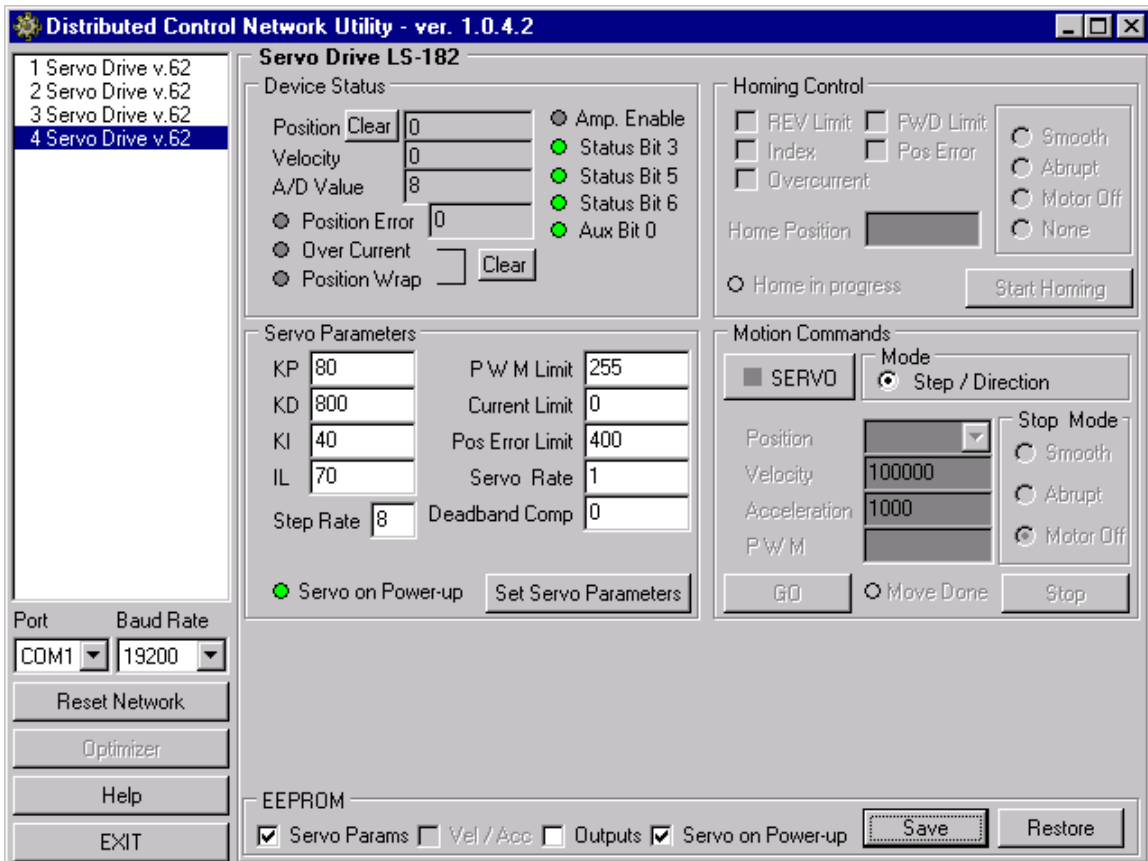 Distributed Control Network Utility - ver. 1.0.4.2
1 Servo Drive v.62
2 Servo Drive v.62
3 Servo Drive v.62
4 Servo Drive v.62
Port Baud Rate
COM1 19200
Reset Network
Optimizer
Help
EXIT
Servo Drive LS-182
Device Status
Position Clear 0
Velocity 0
A/D Value 8
Position Error 0
Over Current
Position Wrap
Clear
Amp. Enable
Status Bit 3
Status Bit 5
Status Bit 6
Aux Bit 0
Homing Control
REV Limit FWD Limit
Index Pos Error
Overcurrent
Smooth
Abrupt
Motor Off
None
Home Position
Home in progress Start Homing
Servo Parameters
KP 80 P W M Limit 255
KD 800 Current Limit 0
KI 40 Pos Error Limit 400
IL 70 Servo Rate 1
Step Rate 8 Deadband Comp 0
Servo on Power-up Set Servo Parameters
Motion Commands
SERVO
Mode
Step / Direction
Position
Velocity 100000
Acceleration 1000
P W M
Stop Mode
Smooth
Abrupt
Motor Off
GO Move Done Stop
EEPROM
Servo Params Vel / Acc Outputs Servo on Power-up Save Restore